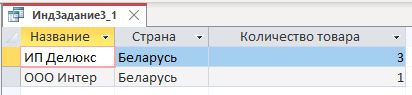 ИндЗадание3_1
Название Страна Количество товара
ИП Делюкс Беларусь 3
ООО Интер Беларусь 1